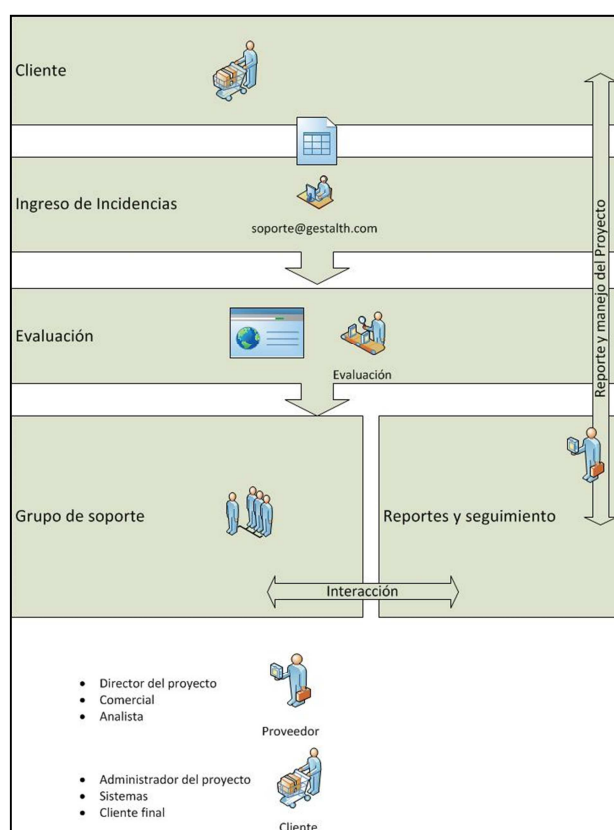 Cliente
Ingreso de Incidencias
soporte@gestalth.com
Evaluación
Evaluación
Reporte y manejo del Proyecto
Grupo de soporte
Reportes y seguimiento
Interacción
• Director del proyecto
• Comercial
• Analista
Proveedor
• Administrador del proyecto
• Sistemas
• Cliente final
Cliente